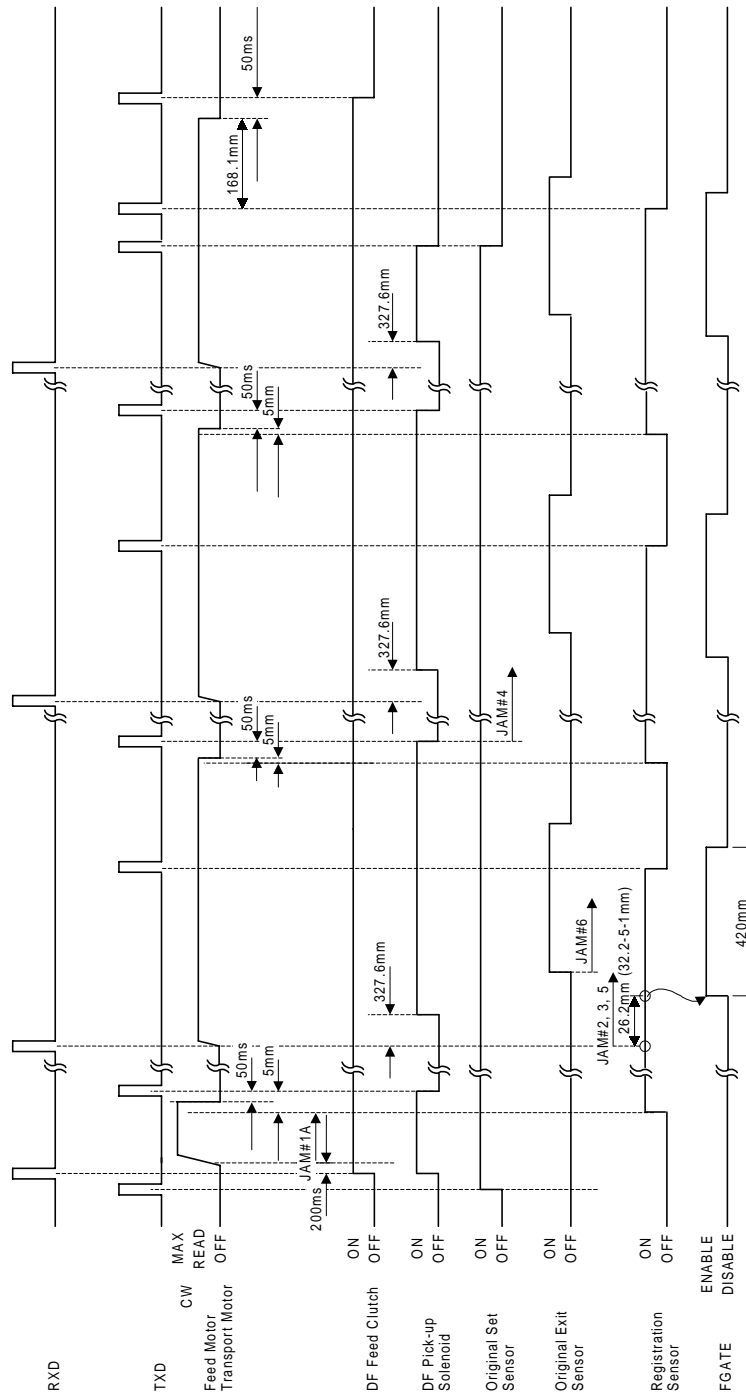 RXD
TXD
CW
MAX
READ
OFF
Feed Motor
Transport Motor
DF Feed Clutch
ON
OFF
DF Pick-up
Solenoid
ON
OFF
Original Set
Sensor
ON
OFF
Original Exit
Sensor
ON
OFF
Registration
Sensor
ON
OFF
FGATE
ENABLE
DISABLE
200ms
JAM#1A
50ms
5mm
327.6mm
JAM#2, 3, 5
26.2mm (32.2-5-1mm)
JAM#6
420mm
50ms
5mm
JAM#4
327.6mm
50ms
5mm
327.6mm
168.1mm
50ms